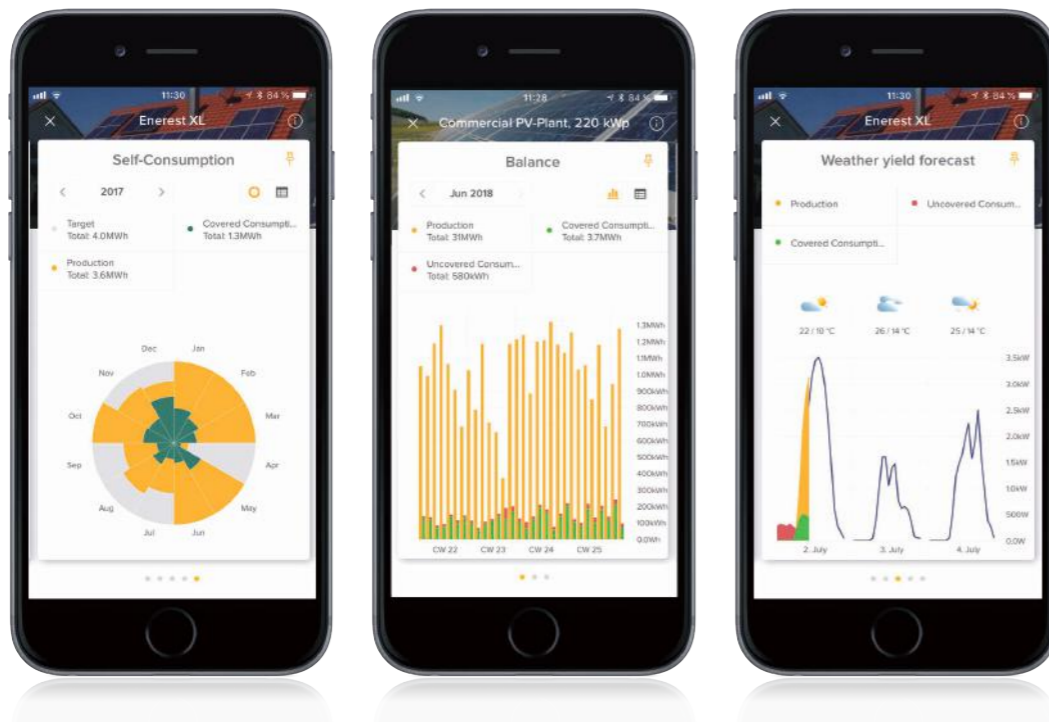 11:30
84 %
Enerest XL
Self-Consumption
2017
Target
Total: 4.0MWh
Covered Consumpti...
Total: 1.3MWh
Production
Total: 3.6MWh
Dec
Jan
Nov
Feb
Oct
Mar
Sep
Apr
Aug
May
Jul
Jun
11:28
84 %
Commercial PV-Plant, 220 kWp
Balance
Jun 2018
Production
Total: 31MWh
Covered Consumpti...
Total: 3.7MWh
Uncovered Consum...
Total: 580kWh
1.3MWh
1.2MWh
1.1MWh
1.0MWh
900kWh
800kWh
700kWh
600kWh
500kWh
400kWh
300kWh
200kWh
100kWh
0.0Wh
CW 22
CW 23
CW 24
CW 25
11:30
84 %
Enerest XL
Weather yield forecast
Production
Uncovered Consum...
Covered Consumpti...
22 / 10 °C
26 / 14 °C
25 / 14 °C
3.5kW
3.0kW
2.5kW
2.0kW
1.5kW
1.0kW
500W
0.0W
2. July
3. July
4. July